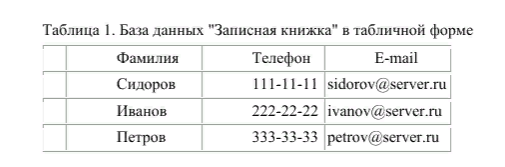 Таблица 1. База данных "Записная книжка" в табличной форме
Фамилия Телефон E-mail
Сидоров 111-11-11 sidorov@server.ru
Иванов 222-22-22 ivanov@server.ru
Петров 333-33-33 petrov@server.ru